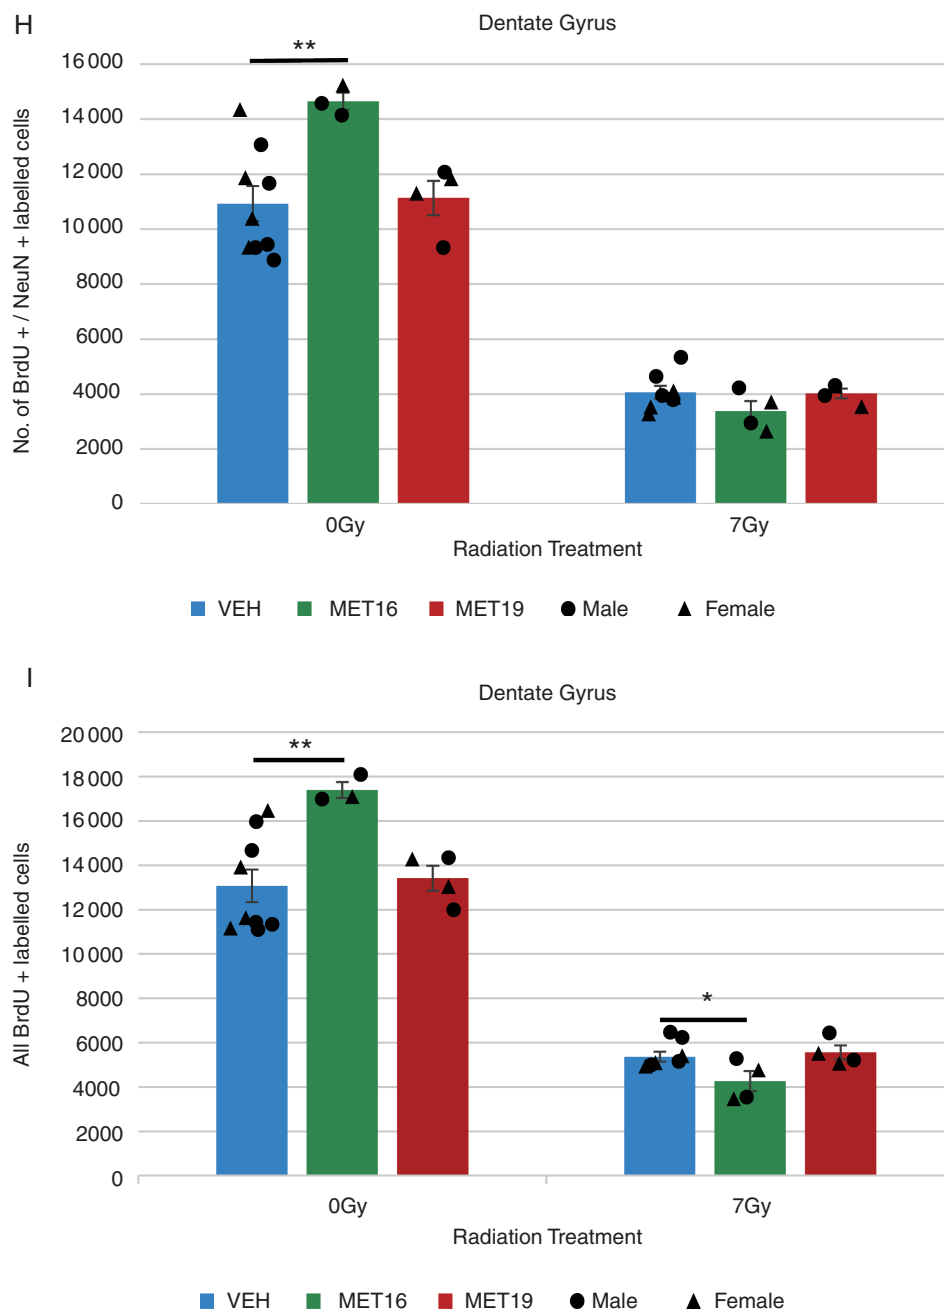 H
Dentate Gyrus
**
No. of BrdU + / NeuN + labelled cells
16 000
14 000
12 000
10 000
8000
6000
4000
2000
0
0Gy
7Gy
Radiation Treatment
VEH
MET16
MET19
Male
Female
I
Dentate Gyrus
**
*
All BrdU + labelled cells
20 000
18 000
16 000
14 000
12 000
10 000
8000
6000
4000
2000
0
0Gy
7Gy
Radiation Treatment
VEH
MET16
MET19
Male
Female